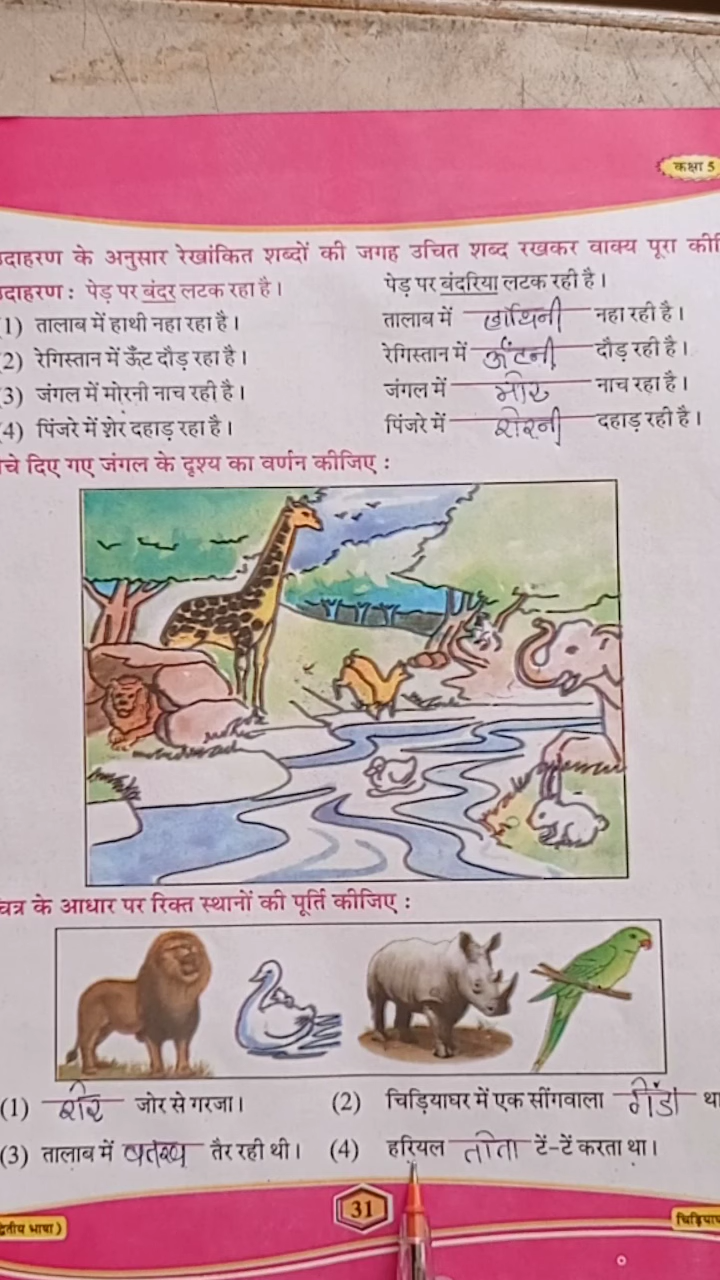 कक्षा 5
दाहरण के अनुसार रेखांकित शब्दों की जगह उचित शब्द रखकर वाक्य पूरा की
दाहरण : पेड़ पर बंदर लटक रहा है। पेड़ पर बंदरिया लटक रही है।
1) तालाब में हाथी नहा रहा है। तालाब में हाथिनी नहा रही है।
2) रेगिस्तान में ऊँट दौड़ रहा है। रेगिस्तान में ऊँटनी दौड़ रही है।
3) जंगल में मोरनी नाच रही है। जंगल में मोर नाच रहा है।
4) पिंजरे में शेर दहाड़ रहा है। पिंजरे में शेरनी दहाड़ रही है।
चे दिए गए जंगल के दृश्य का वर्णन कीजिए :
चित्र के आधार पर रिक्त स्थानों की पूर्ति कीजिए :
(1) शेर जोर से गरजा। (2) चिड़ियाघर में एक सींगवाला गेंडा था
(3) तालाब में बतख तैर रही थी। (4) हरियल तोता टें-टें करता था।
द्वितीय भाषा) 31 चिड़ियाघ